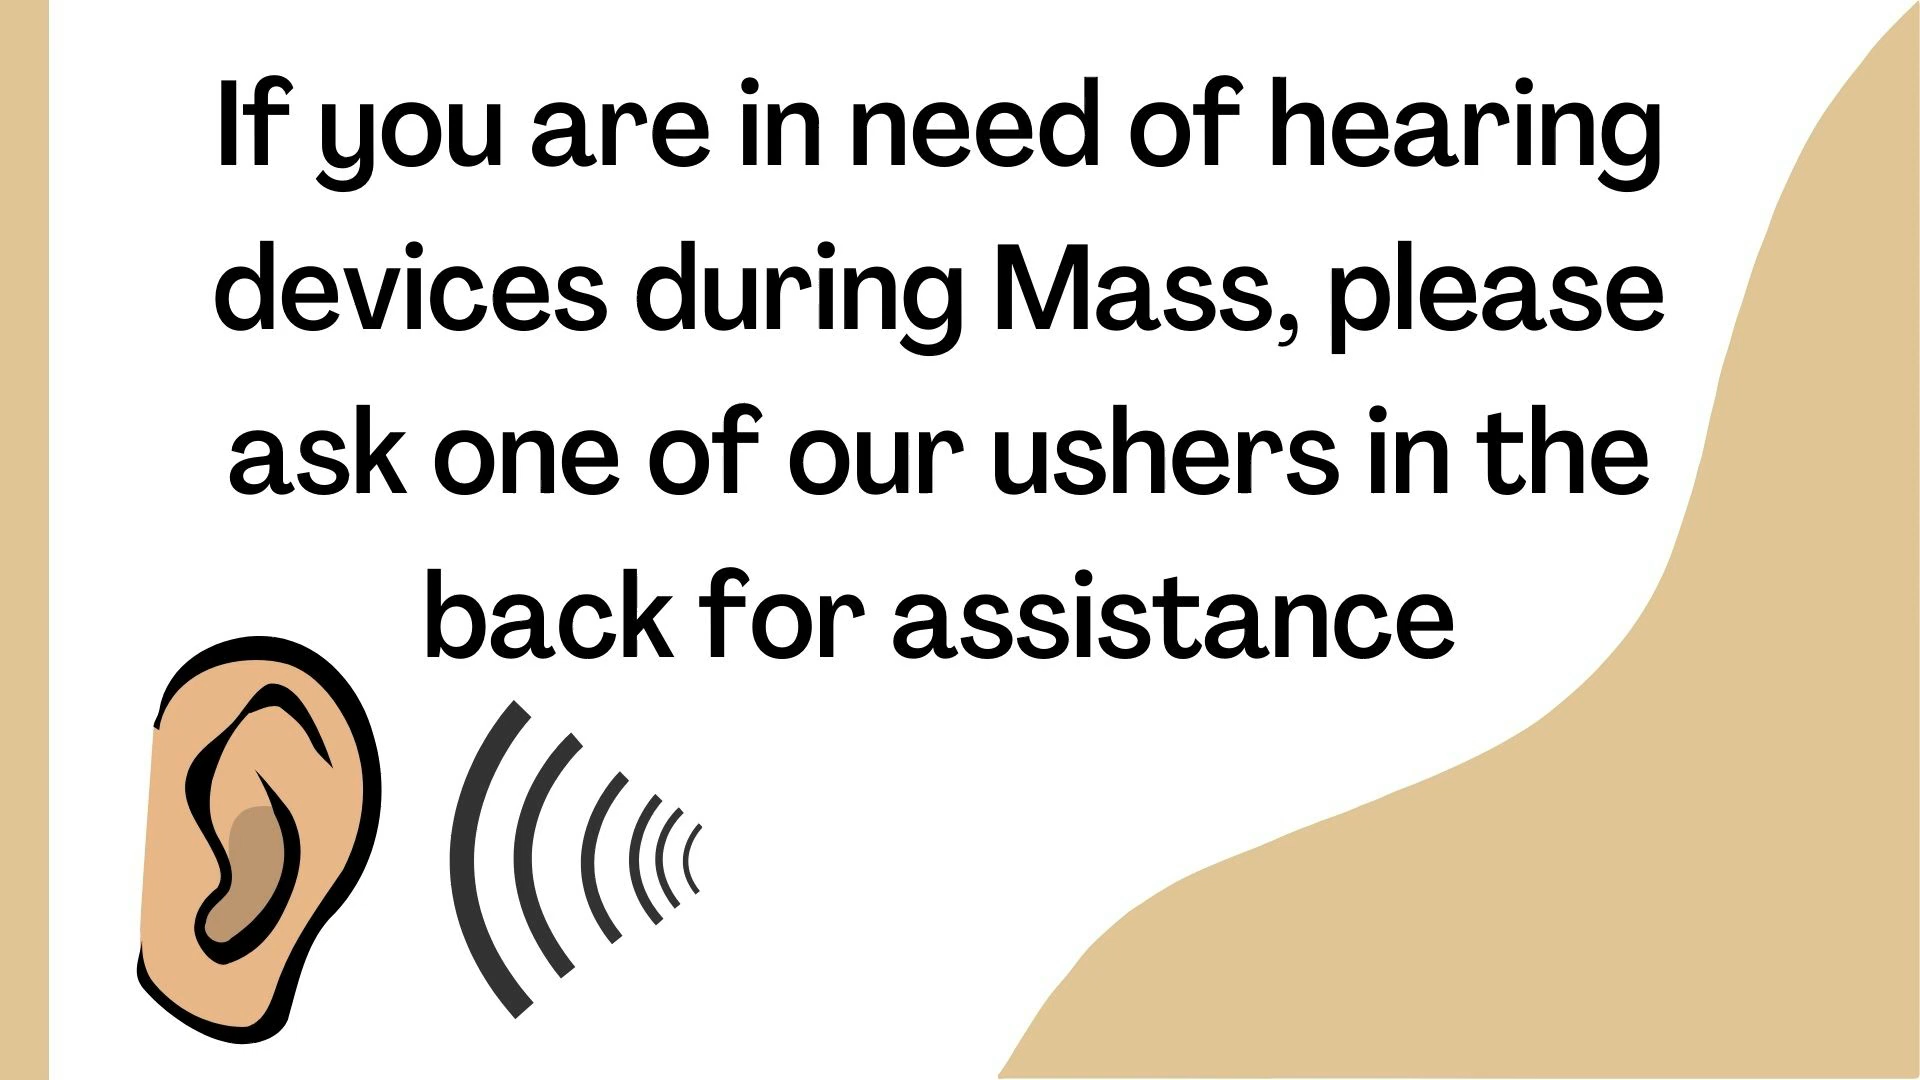 If you are in need of hearing
devices during Mass, please
ask one of our ushers in the
back for assistance